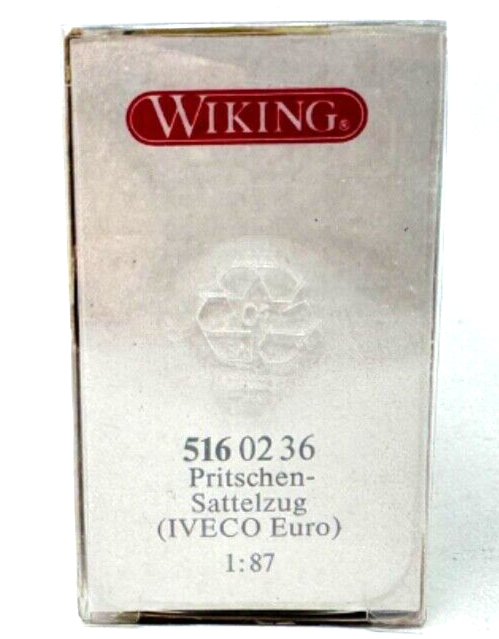 WIKING®
516 02 36
Pritschen-
Sattelzug
(IVECO Euro)
1:87